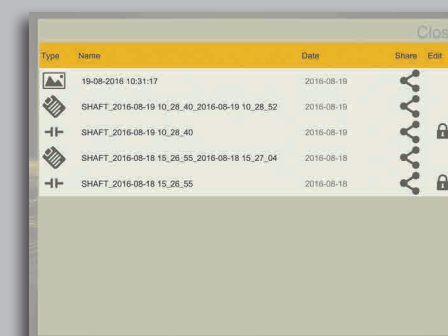 Clos
Type Name Date Share Edit
19-08-2016 10:31:17 2016-08-19
SHAFT_2016-08-19 10_28_40_2016-08-19 10_28_52 2016-08-19
SHAFT_2016-08-19 10_28_40 2016-08-19
SHAFT_2016-08-18 15_26_55_2016-08-18 15_27_04 2016-08-18
SHAFT_2016-08-18 15_26_55 2016-08-18